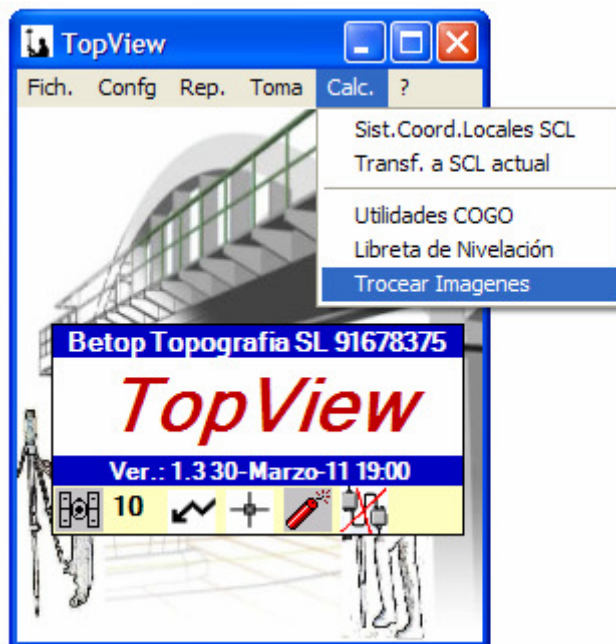 TopView
Fich. Confg Rep. Toma Calc. ?
Sist.Coord.Locales SCL
Transf. a SCL actual
Utilidades COGO
Libreta de Nivelación
Trocear Imagenes
Betop Topografia SL 91678375
TopView
Ver.: 1.3 30-Marzo-11 19:00
10